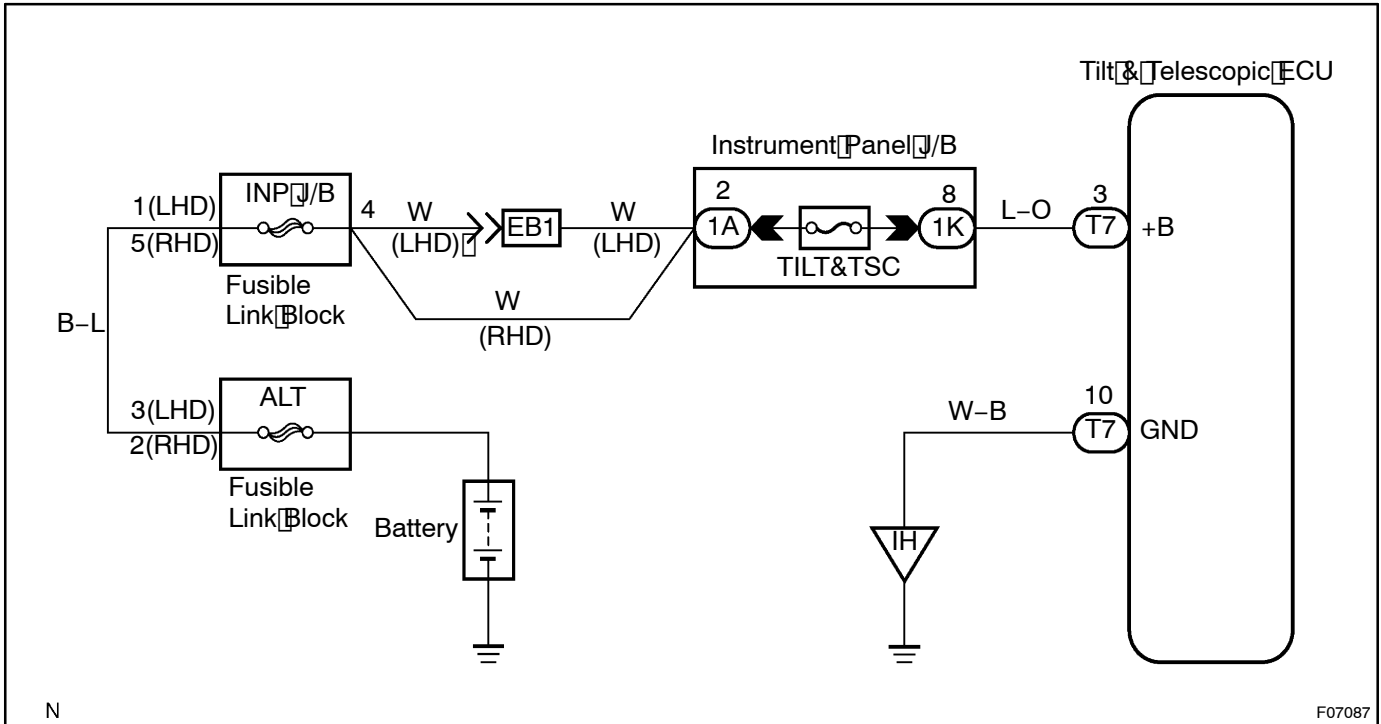 Tilt & Telescopic ECU
Instrument Panel J/B
INP J/B
1(LHD)
5(RHD)
4
W
(LHD)
EB1
W
(LHD)
2
1A
TILT&TSC
8
1K
L-O
3
T7
+B
Fusible
Link Block
W
(RHD)
B-L
ALT
3(LHD)
2(RHD)
Fusible
Link Block
Battery
W-B
10
T7
GND
IH
N
F07087